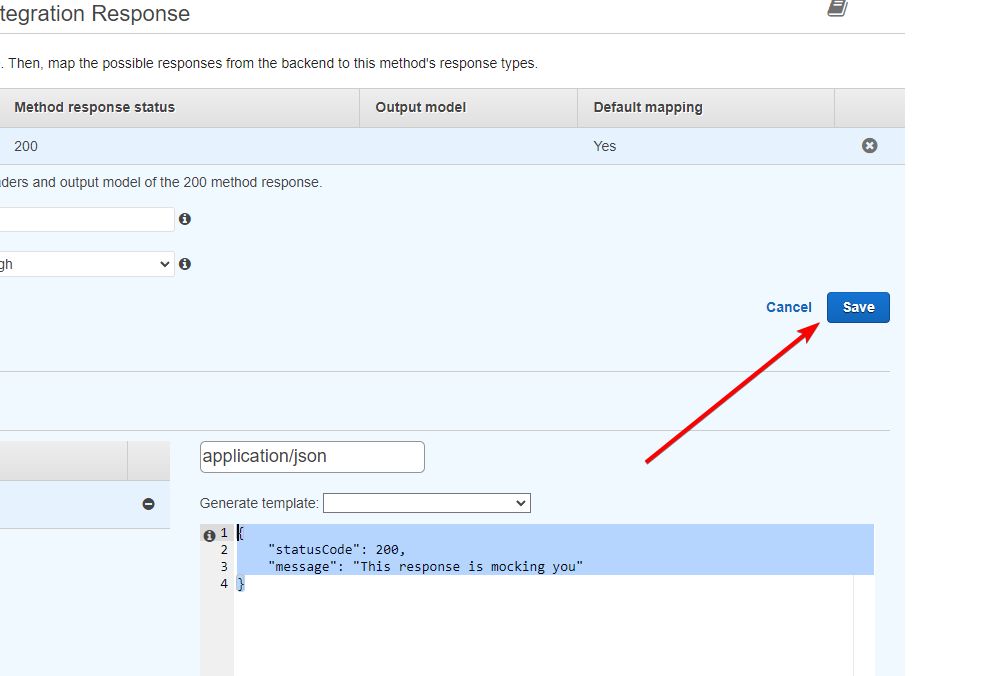 tegration Response
. Then, map the possible responses from the backend to this method's response types.
Method response status Output model Default mapping
200 Yes
ders and output model of the 200 method response.
gh
Cancel Save
application/json
Generate template:
1 {
2 "statusCode": 200,
3 "message": "This response is mocking you"
4 }